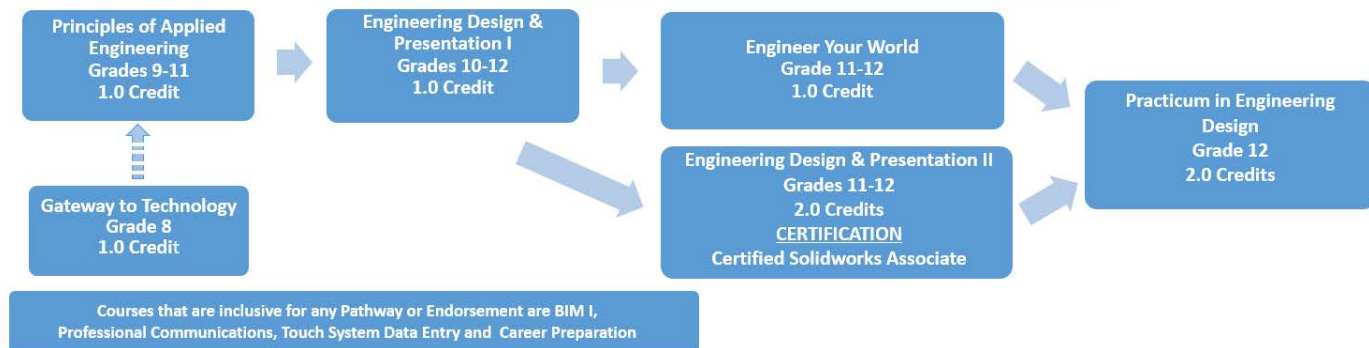 Principles of Applied
Engineering
Grades 9-11
1.0 Credit
Engineering Design &
Presentation I
Grades 10-12
1.0 Credit
Engineer Your World
Grade 11-12
1.0 Credit
Practicum in Engineering
Design
Grade 12
2.0 Credits
Engineering Design & Presentation II
Grades 11-12
2.0 Credits
CERTIFICATION
Certified Solidworks Associate
Gateway to Technology
Grade 8
1.0 Credit
Courses that are inclusive for any Pathway or Endorsement are BIM I,
Professional Communications, Touch System Data Entry and Career Preparation